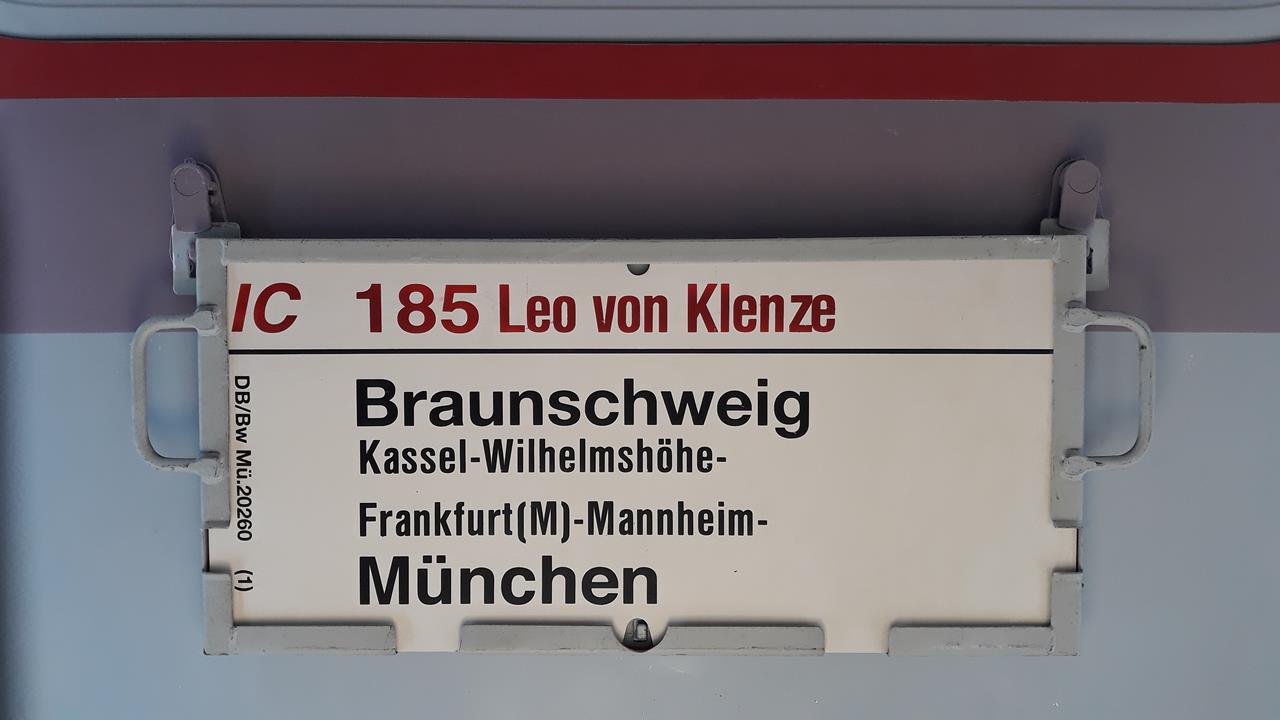 IC 185 Leo von Klenze
Braunschweig
Kassel-Wilhelmshöhe-
Frankfurt(M)-Mannheim-
München
DB/Bw Mü.20260 (1)